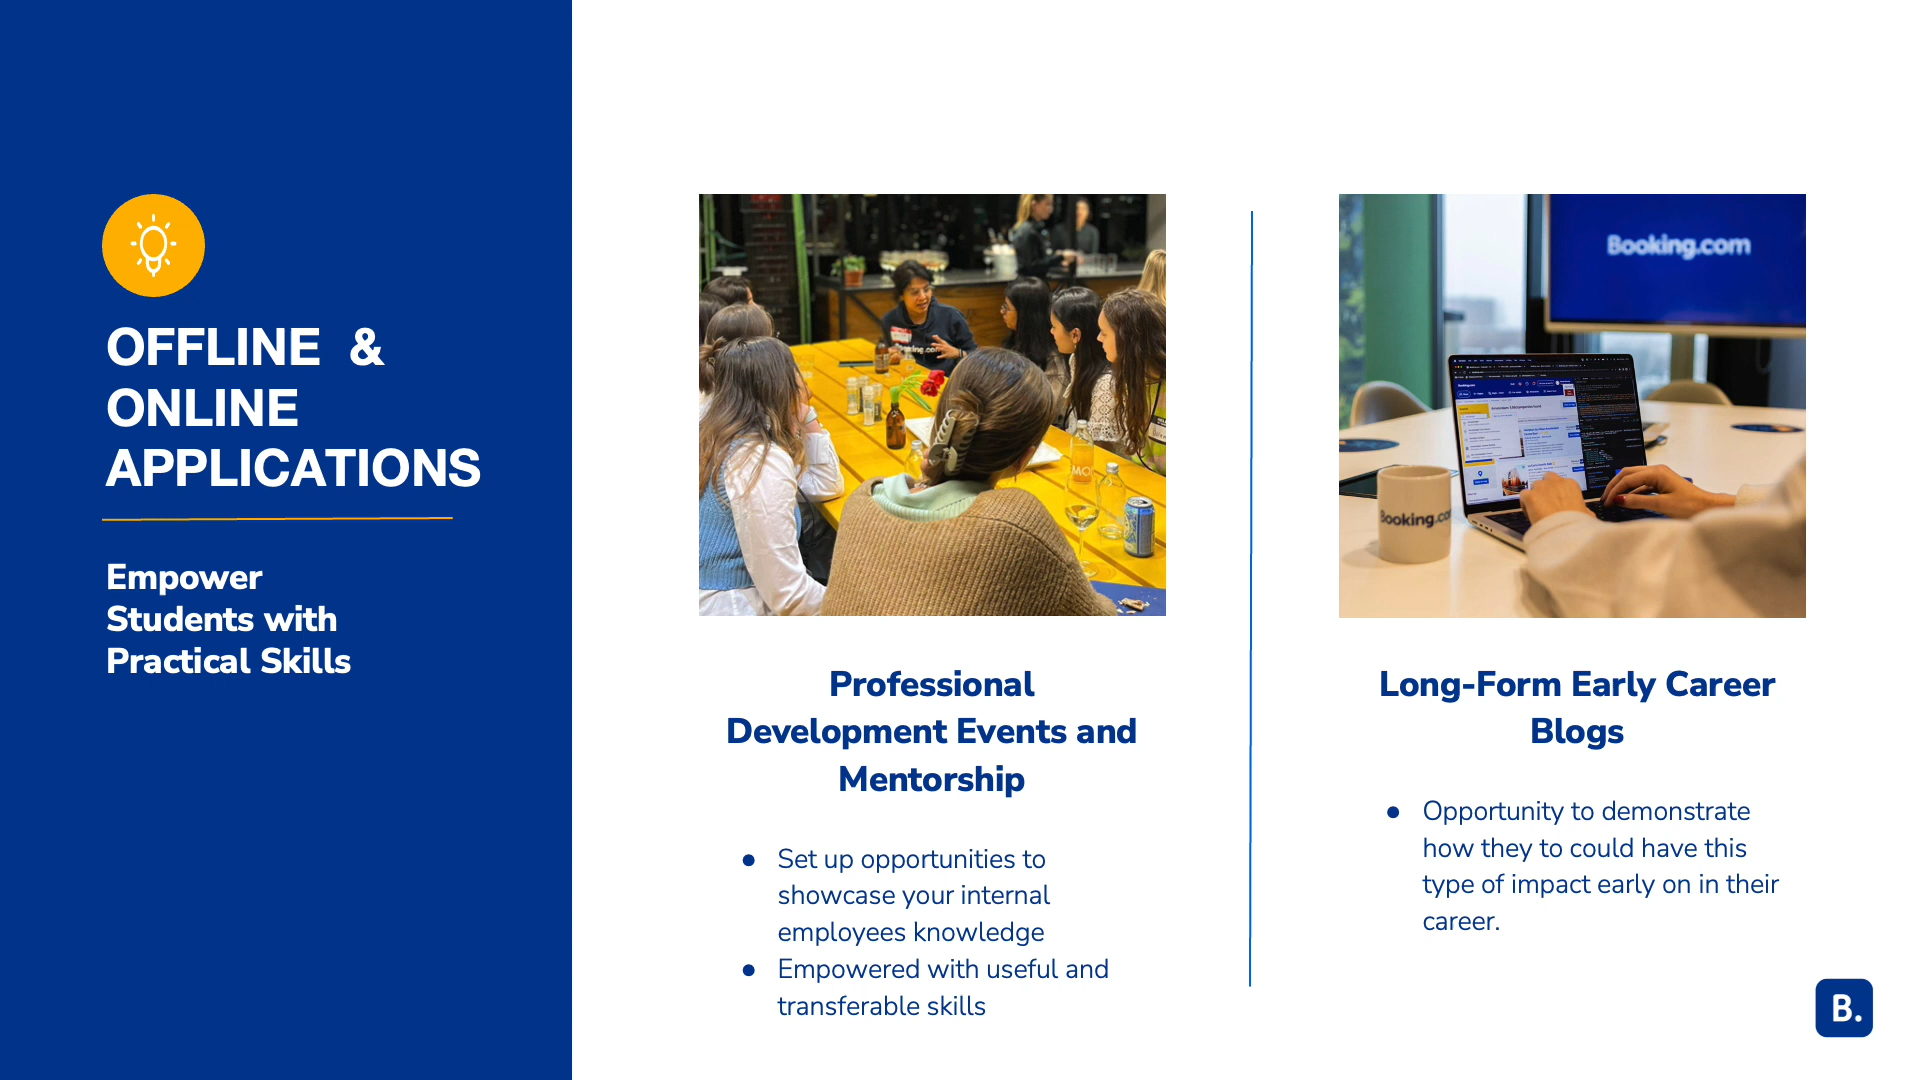 OFFLINE &
ONLINE
APPLICATIONS
Empower
Students with
Practical Skills
Professional
Development Events and
Mentorship
Set up opportunities to
showcase your internal
employees knowledge
Empowered with useful and
transferable skills
Booking.com
Long-Form Early Career
Blogs
Opportunity to demonstrate
how they to could have this
type of impact early on in their
career.
B.